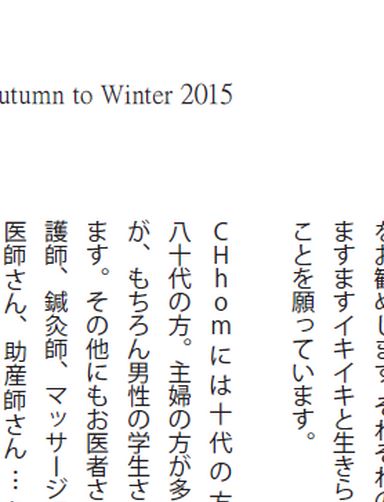 utumn to Winter 2015
をお勧めします。それぞれ
ますますイキイキと生きら
ことを願っています。
CHhomには十代の方
八十代の方。主婦の方が多
が、もちろん男性の学生さ
ます。その他にもお医者さ
護師、鍼灸師、マッサージ
医師さん、助産師さん…